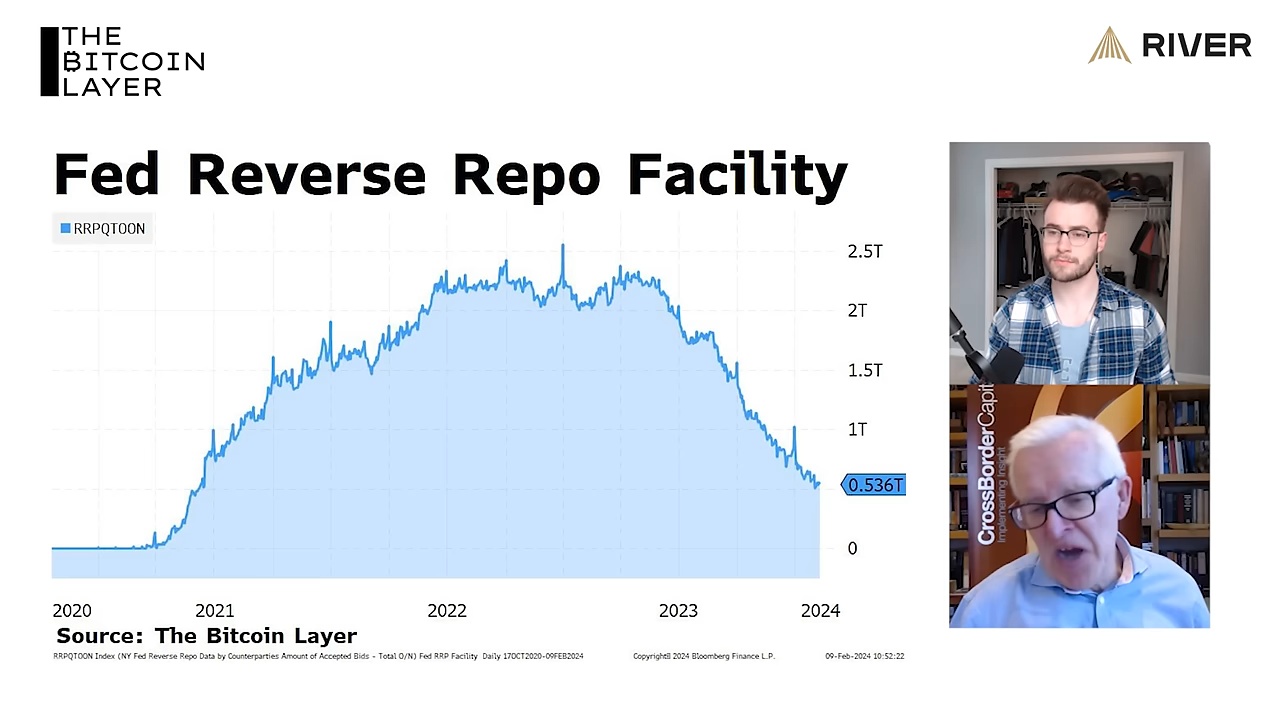 THE
BITCOIN
LAYER
RIVER
Fed Reverse Repo Facility
RRPQTOON
2.5T
2T
1.5T
1T
0.536T
0
2020 2021 2022 2023 2024
Source: The Bitcoin Layer
RRPQTOON Index (NY Fed Reverse Repo Data by Counterparties Amount of Accepted Bids - Total O/N) Fed RRP Facility Daily 17OCT2020-09FEB2024
Copyright© 2024 Bloomberg Finance L.P.
09-Feb-2024 10:52:22
CrossBorderCapit
Implementing Insight